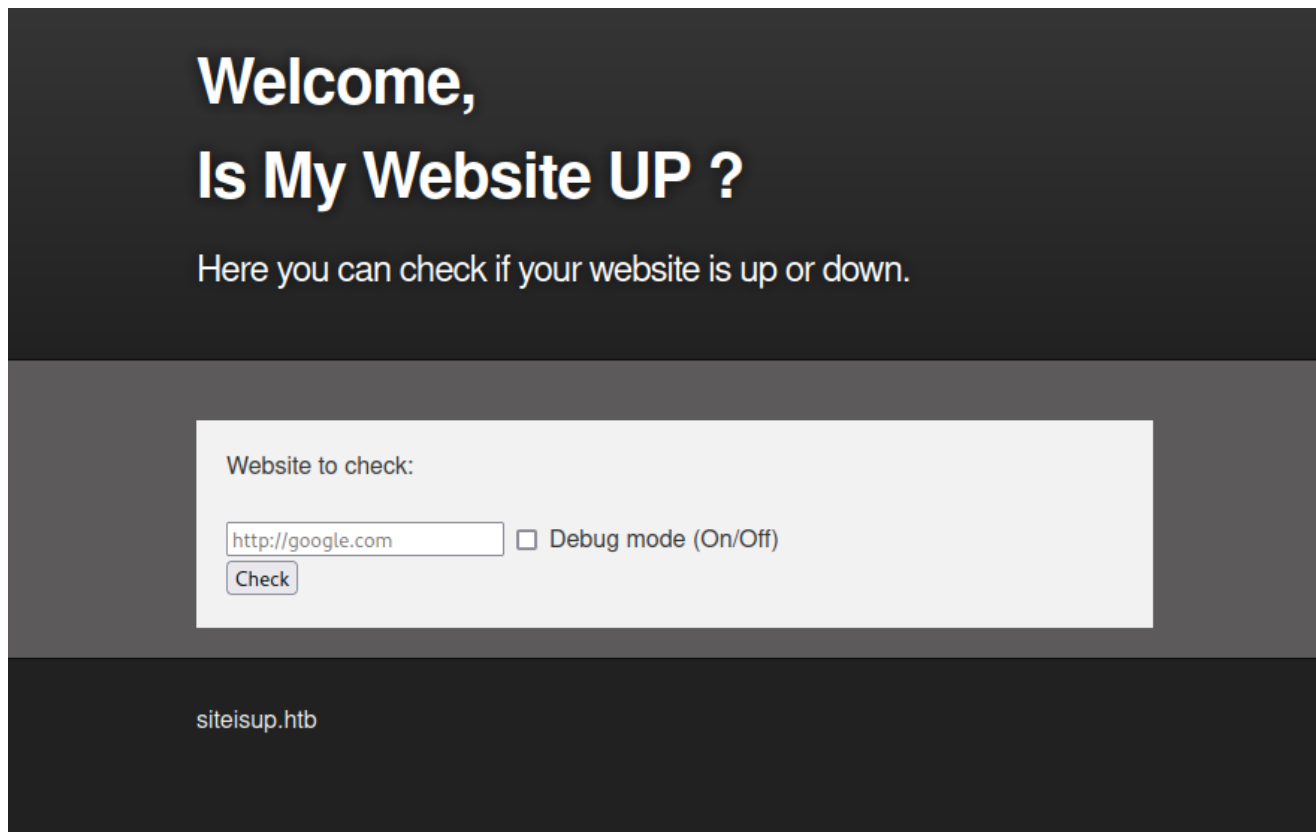 Welcome,
Is My Website UP ?
Here you can check if your website is up or down.
Website to check:
http://google.com Debug mode (On/Off)
Check
siteisup.htb